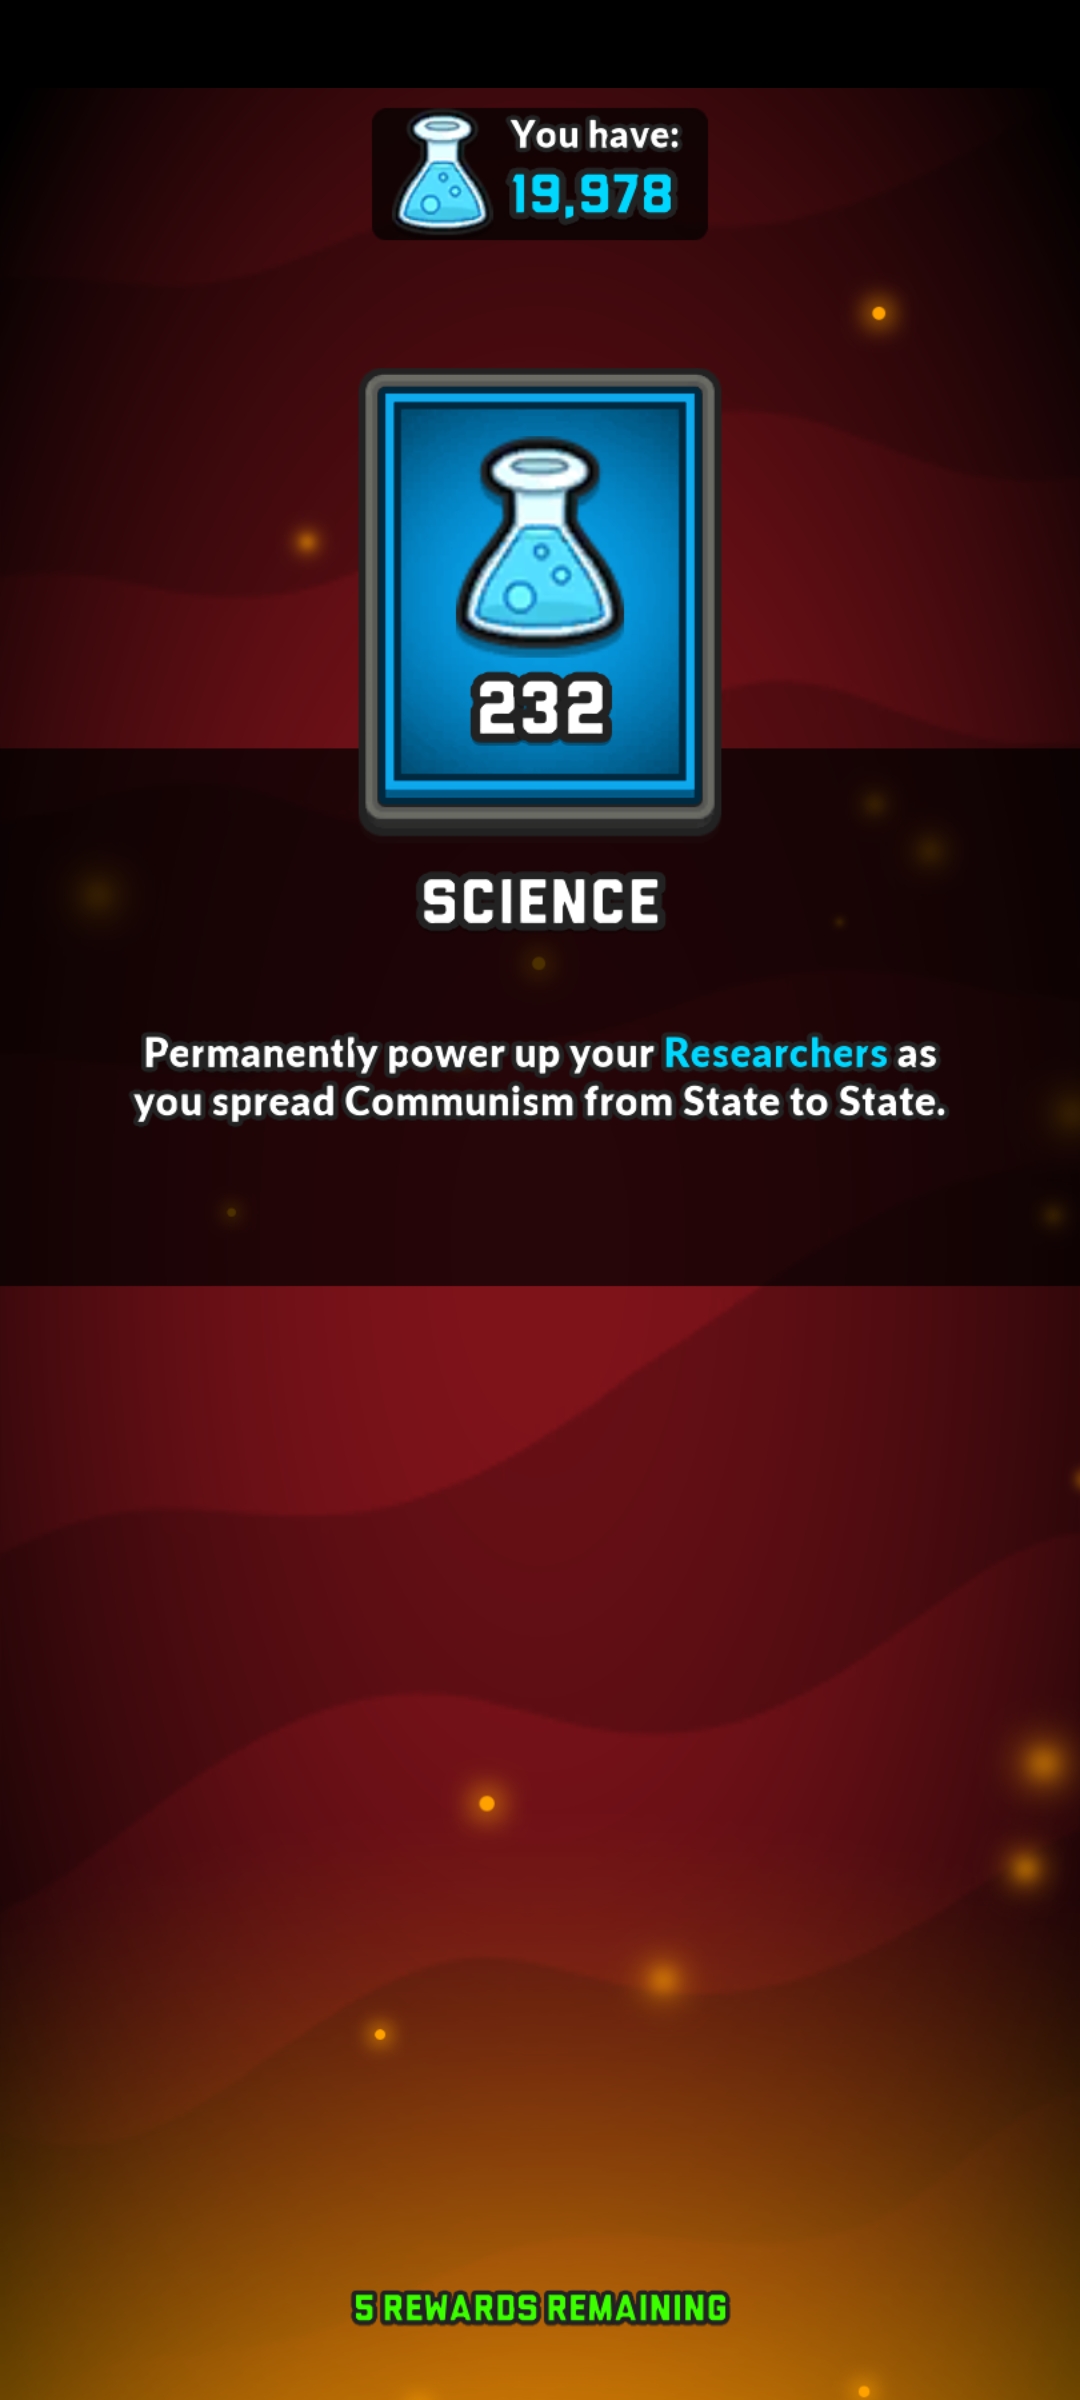 You have:
19,978
232
SCIENCE
Permanently power up your Researchers as
you spread Communism from State to State.
5 REWARDS REMAINING